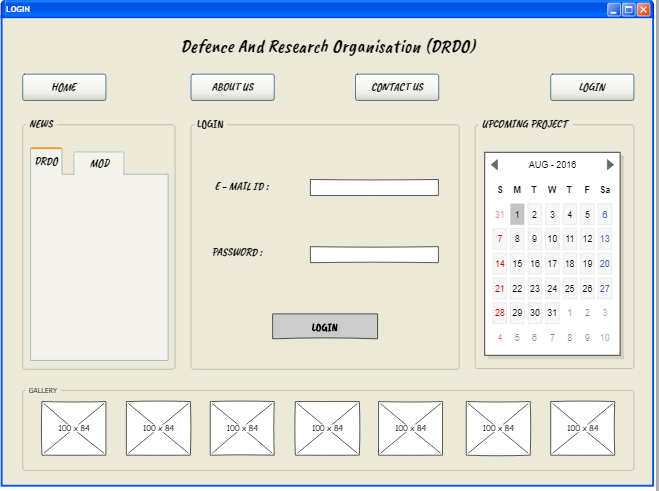 LOGIN
Defence And Research Organisation (DRDO)
HOME ABOUT US CONTACT US LOGIN
NEWS
DRDO MOD
LOGIN
E - MAIL ID :
PASSWORD :
LOGIN
UPCOMING PROJECT
AUG - 2016
S M T W T F Sa
31 1 2 3 4 5 6
7 8 9 10 11 12 13
14 15 16 17 18 19 20
21 22 23 24 25 26 27
28 29 30 31 1 2 3
4 5 6 7 8 9 10
GALLERY
100 x 84 100 x 84 100 x 84 100 x 84 100 x 84 100 x 84 100 x 84